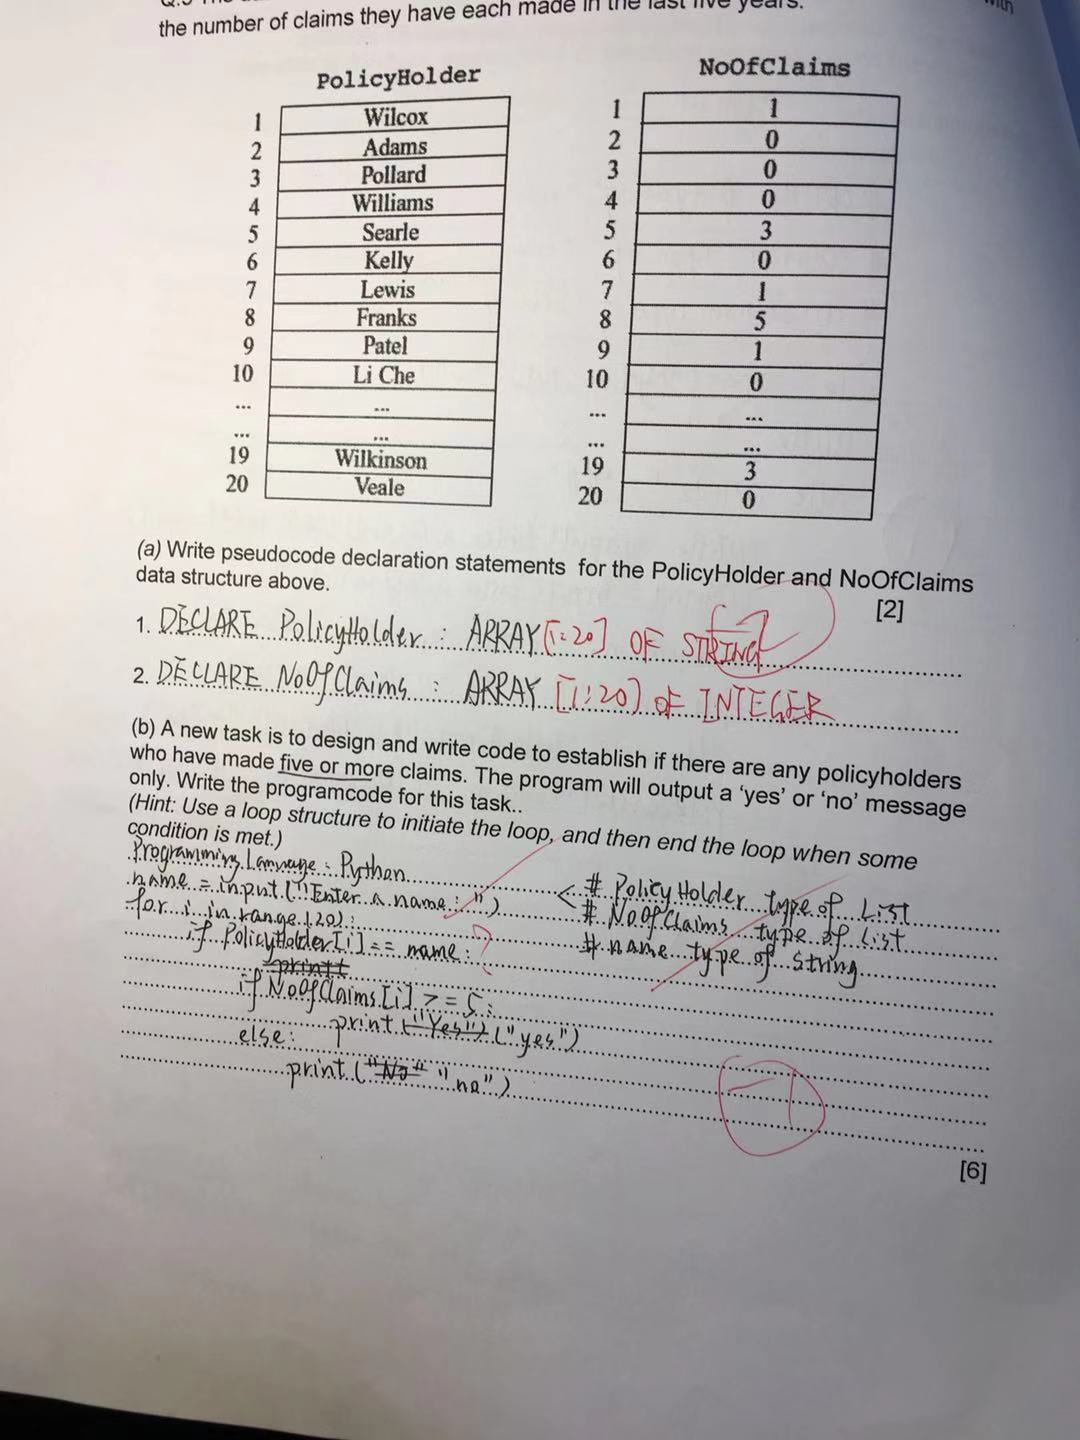 the number of claims they have each made in the last five years.
with
PolicyHolder
1 Wilcox
2 Adams
3 Pollard
4 Williams
5 Searle
6 Kelly
7 Lewis
8 Franks
9 Patel
10 Li Che
... ...
... ...
19 Wilkinson
20 Veale
NoOfClaims
1 1
2 0
3 0
4 0
5 3
6 0
7 1
8 5
9 1
10 0
... ...
... ...
19 3
20 0
(a) Write pseudocode declaration statements for the PolicyHolder and NoOfClaims
data structure above.
[2]
1. DECLARE PolicyHolder : ARRAY [1:20] OF STRING
-2
2. DECLARE NoOfClaims : ARRAY [1:20] OF INTEGER
(b) A new task is to design and write code to establish if there are any policyholders
who have made five or more claims. The program will output a 'yes' or 'no' message
only. Write the programcode for this task..
(Hint: Use a loop structure to initiate the loop, and then end the loop when some
condition is met.)
Programming Language: Python
name = input("Enter a name: ")
for i in range(20):
if PolicyHolder[i] == name: ?
if NoOfClaims[i] >= 5:
print ("Yes") ("yes")
else:
print ("No" "no")
< # PolicyHolder type of List
# NoOfClaims type of List
# name type of string
-1
[6]